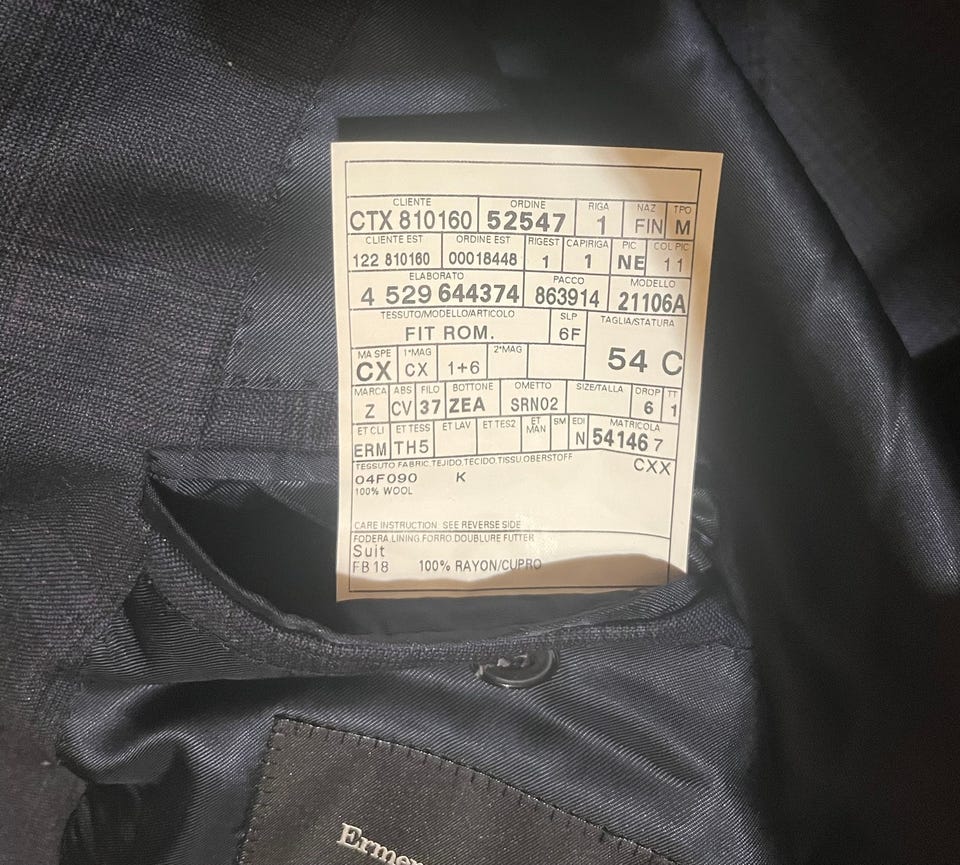 CLIENTE ORDINE RIGA NAZ TPO
CTX 810160 52547 1 FIN M
CLIENTE EST ORDINE EST RIGEST CAPIRIGA PIC COL PIC
122 810160 00018448 1 1 NE 11
ELABORATO PACCO MODELLO
4 529 644374 863914 21106A
TESSUTO/MODELLO/ARTICOLO SLP TAGLIA/STATURA
FIT ROM. 6F 54 C
MA SPE 1°MAG 2°MAG
CX CX 1+6
MARCA ABS FILO BOTTONE OMETTO SIZE/TALLA DROP TT
Z CV 37 ZEA SRN02 6 1
ET CLI ET TESS ET LAV ET TES2 ET MAN BM EDI MATRICOLA
ERM TH5 N 54146 7
TESSUTO FABRIC.TEJIDO.TECIDO.TISSU.OBERSTOFF CXX
04F090 K
100% WOOL
CARE INSTRUCTION: SEE REVERSE SIDE
FODERA.LINING.FORRO.DOUBLURE.FUTTER
Suit
FB18 100% RAYON/CUPRO